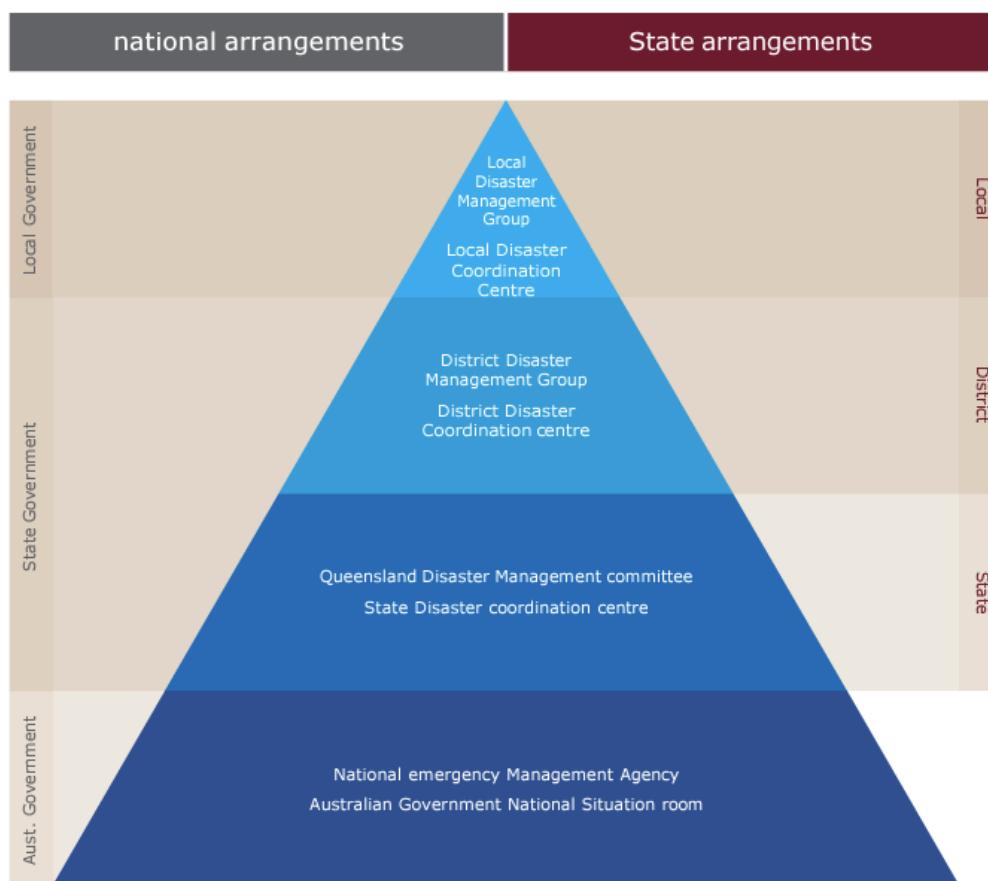 national arrangements
State arrangements
Local Government
Local
Disaster
Management
Group
Local Disaster
Coordination
Centre
Local
State Government
District Disaster
Management Group
District Disaster
Coordination centre
District
Queensland Disaster Management committee
State Disaster coordination centre
State
Aust. Government
National emergency Management Agency
Australian Government National Situation room